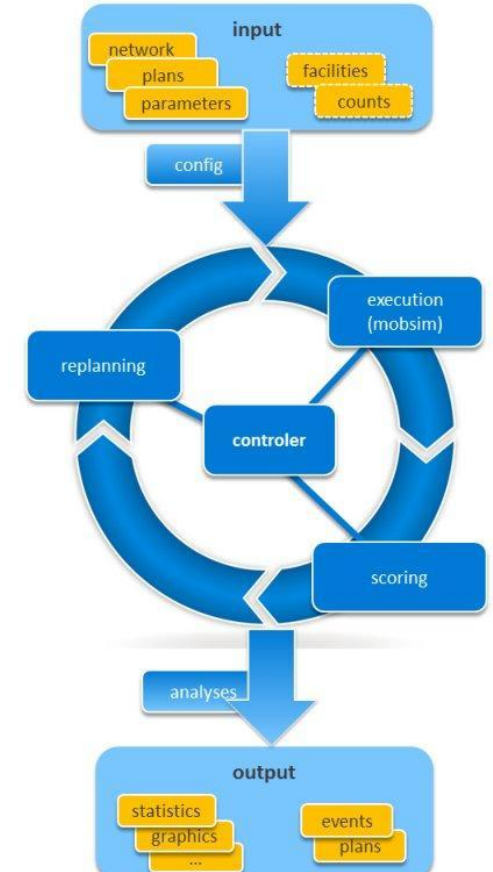 input
network
plans
parameters
facilities
counts
config
execution
(mobsim)
replanning
controler
scoring
analyses
output
statistics
graphics
...
events
plans